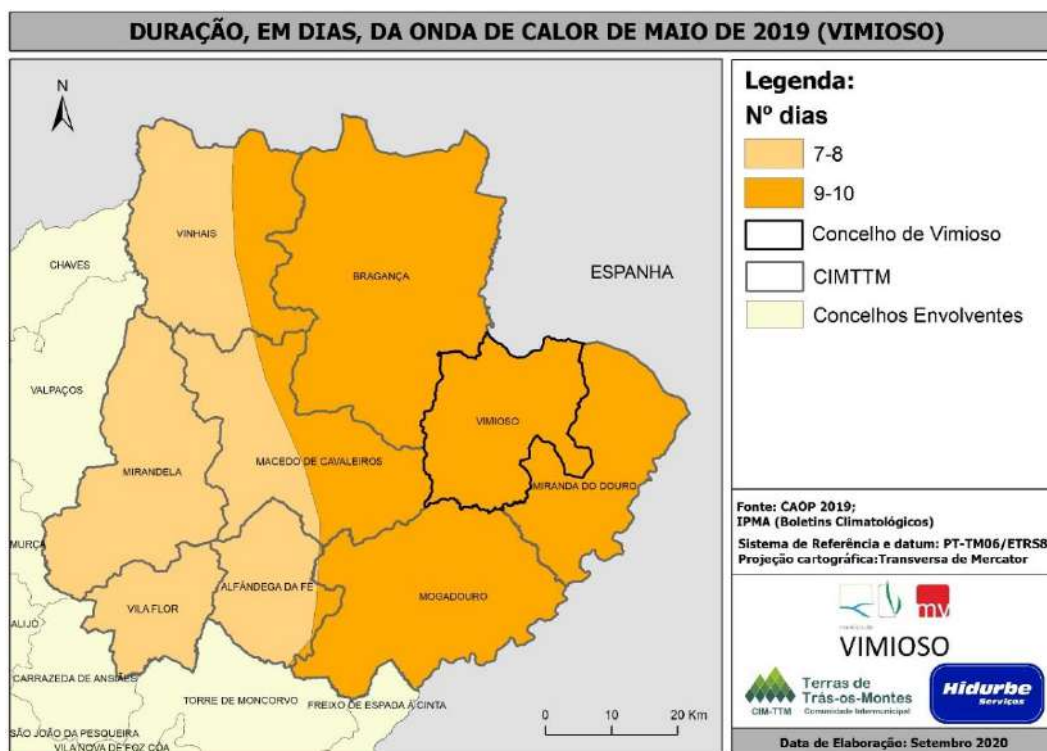 DURAÇÃO, EM DIAS, DA ONDA DE CALOR DE MAIO DE 2019 (VIMIOSO)
N
VINHAIS
CHAVES
BRAGANÇA
ESPANHA
VALPAÇOS
VIMIOSO
MACEDO DE CAVALEIROS
MIRANDELA
MIRANDA DO DOURO
MURÇA
ALFÂNDEGA DA FÉ
MOGADOURO
VILA FLOR
ALIJÓ
CARRAZEDA DE ANSIÃES
TORRE DE MONCORVO
FREIXO DE ESPADA À CINTA
SÃO JOÃO DA PESQUEIRA
VILA NOVA DE FOZ CÔA
0 10 20 Km
Legenda:
Nº dias
7-8
9-10
Concelho de Vimioso
CIMTTM
Concelhos Envolventes
Fonte: CAOP 2019;
IPMA (Boletins Climatológicos)
Sistema de Referência e datum: PT-TM06/ETRS8
Projeção cartográfica:Transversa de Mercator
mv
VIMIOSO
CIM-TTM
Terras de
Trás-os-Montes
Comunidade Intermunicipal
Hidurbe
Serviços
Data de Elaboração: Setembro 2020